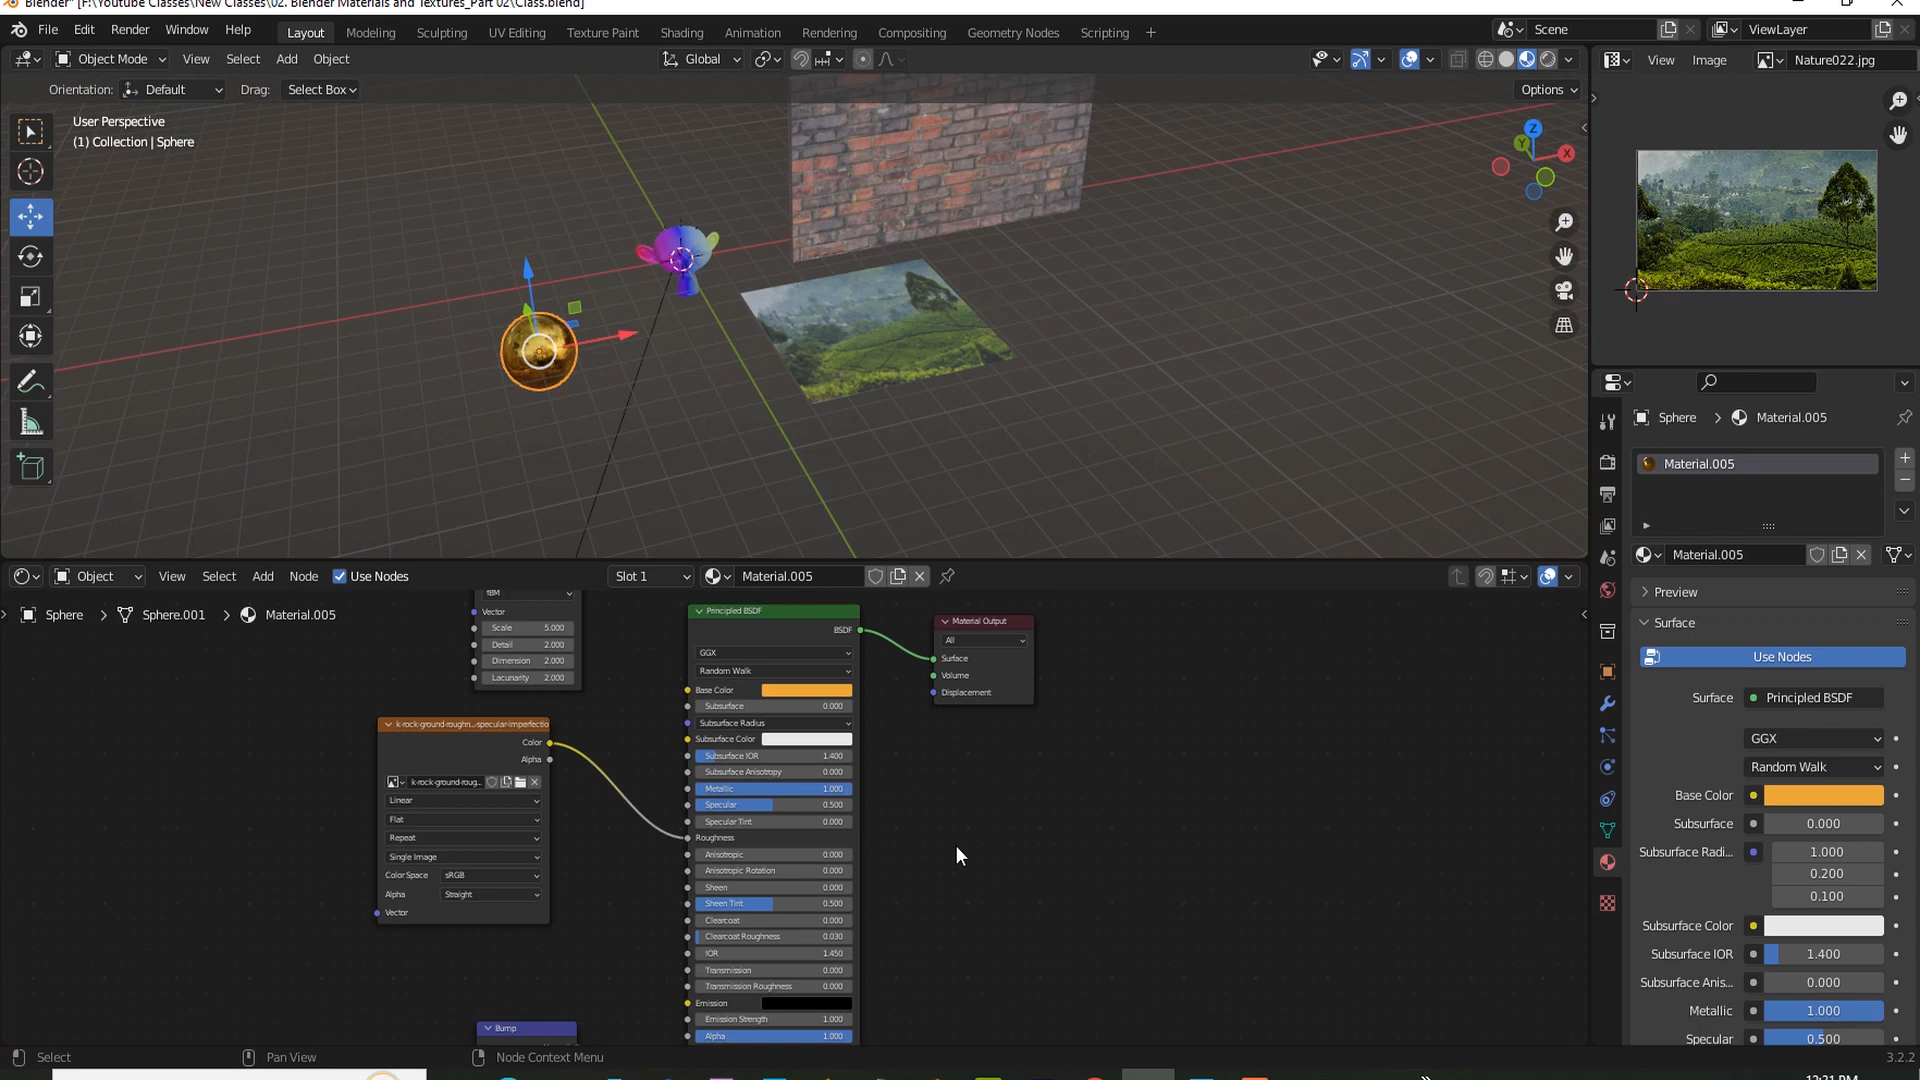 Blender* [F:\Youtube Classes\New Classes\02. Blender Materials and Textures_Part 02\Class.blend]
File Edit Render Window Help Layout Modeling Sculpting UV Editing Texture Paint Shading Animation Rendering Compositing Geometry Nodes Scripting + Scene ViewLayer
Object Mode View Select Add Object Global View Image Nature022.jpg
Orientation: Default Drag: Select Box Options
User Perspective
(1) Collection | Sphere
Z
Y
X
Sphere > Material.005
Material.005
Material.005
Object View Select Add Node Use Nodes Slot 1 Material.005
Sphere > Sphere.001 > Material.005
fBM
Vector
Scale 5.000
Detail 2.000
Dimension 2.000
Lacunarity 2.000
k-rock-ground-roughn...-specular-imperfectio
Color
Alpha
k-rock-ground-roug...
Linear
Flat
Repeat
Single Image
Color Space sRGB
Alpha Straight
Vector
Bump
Principled BSDF
BSDF
GGX
Random Walk
Base Color
Subsurface 0.000
Subsurface Radius
Subsurface Color
Subsurface IOR 1.400
Subsurface Anisotropy 0.000
Metallic 1.000
Specular 0.500
Specular Tint 0.000
Roughness
Anisotropic 0.000
Anisotropic Rotation 0.000
Sheen 0.000
Sheen Tint 0.500
Clearcoat 0.000
Clearcoat Roughness 0.030
IOR 1.450
Transmission 0.000
Transmission Roughness 0.000
Emission
Emission Strength 1.000
Alpha 1.000
Material Output
All
Surface
Volume
Displacement
Preview
Surface
Use Nodes
Surface Principled BSDF
GGX
Random Walk
Base Color
Subsurface 0.000
Subsurface Radi... 1.000
0.200
0.100
Subsurface Color
Subsurface IOR 1.400
Subsurface Anis... 0.000
Metallic 1.000
Specular 0.500
Select Pan View Node Context Menu 3.2.2